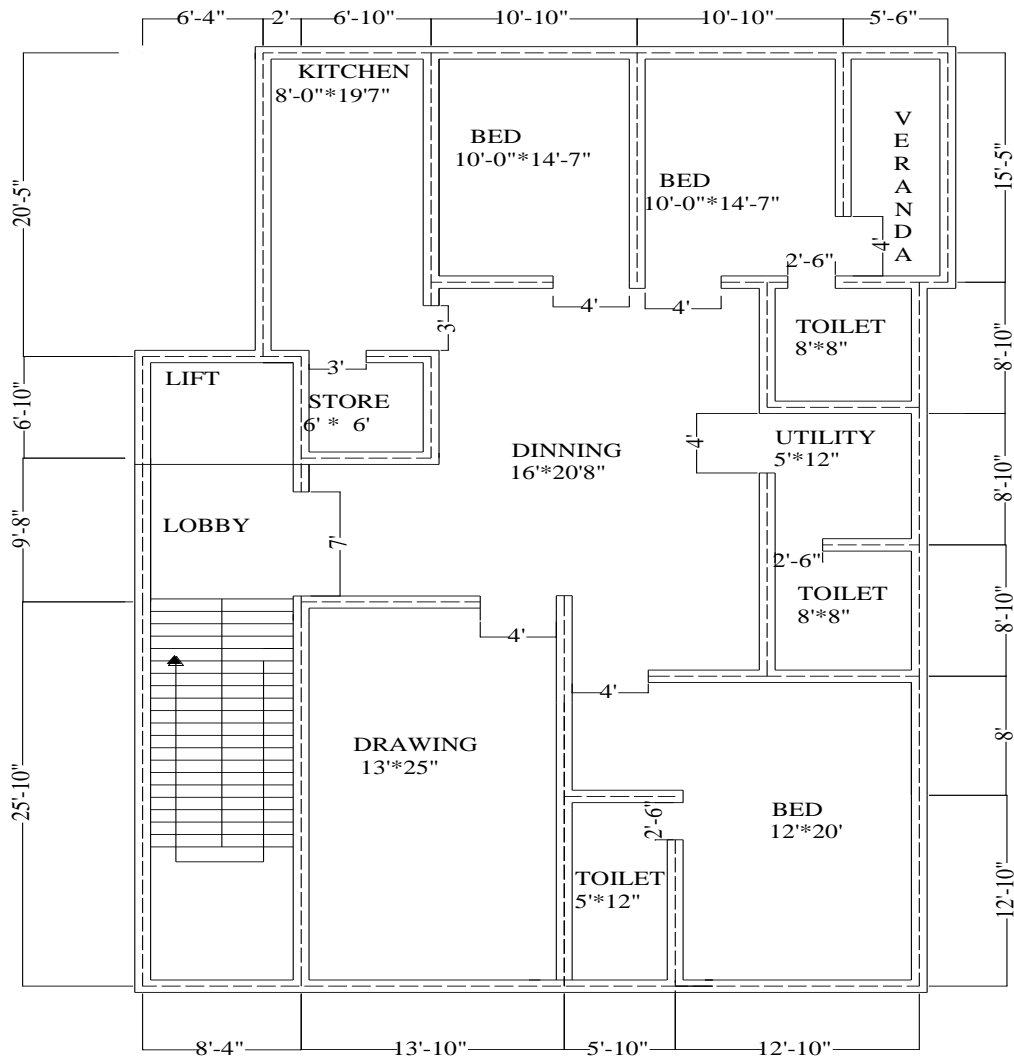 6'-4" 2' 6'-10" 10'-10" 10'-10" 5'-6"
KITCHEN
8'-0"*19'7"
BED
10'-0"*14'-7"
BED
10'-0"*14'-7"
VERANDA
20'-5"
15'-5"
4'
2'-6"
4'
4'
3'
TOILET
8'*8"
8'-10"
LIFT
3'
STORE
6' * 6'
6'-10"
DINNING
16'*20'8"
4'
UTILITY
5'*12"
8'-10"
LOBBY
9'-8"
7'
2'-6"
TOILET
8'*8"
8'-10"
4'
4'
8'
DRAWING
13'*25"
25'-10"
BED
12'*20'
2'-6"
TOILET
5'*12"
12'-10"
8'-4" 13'-10" 5'-10" 12'-10"